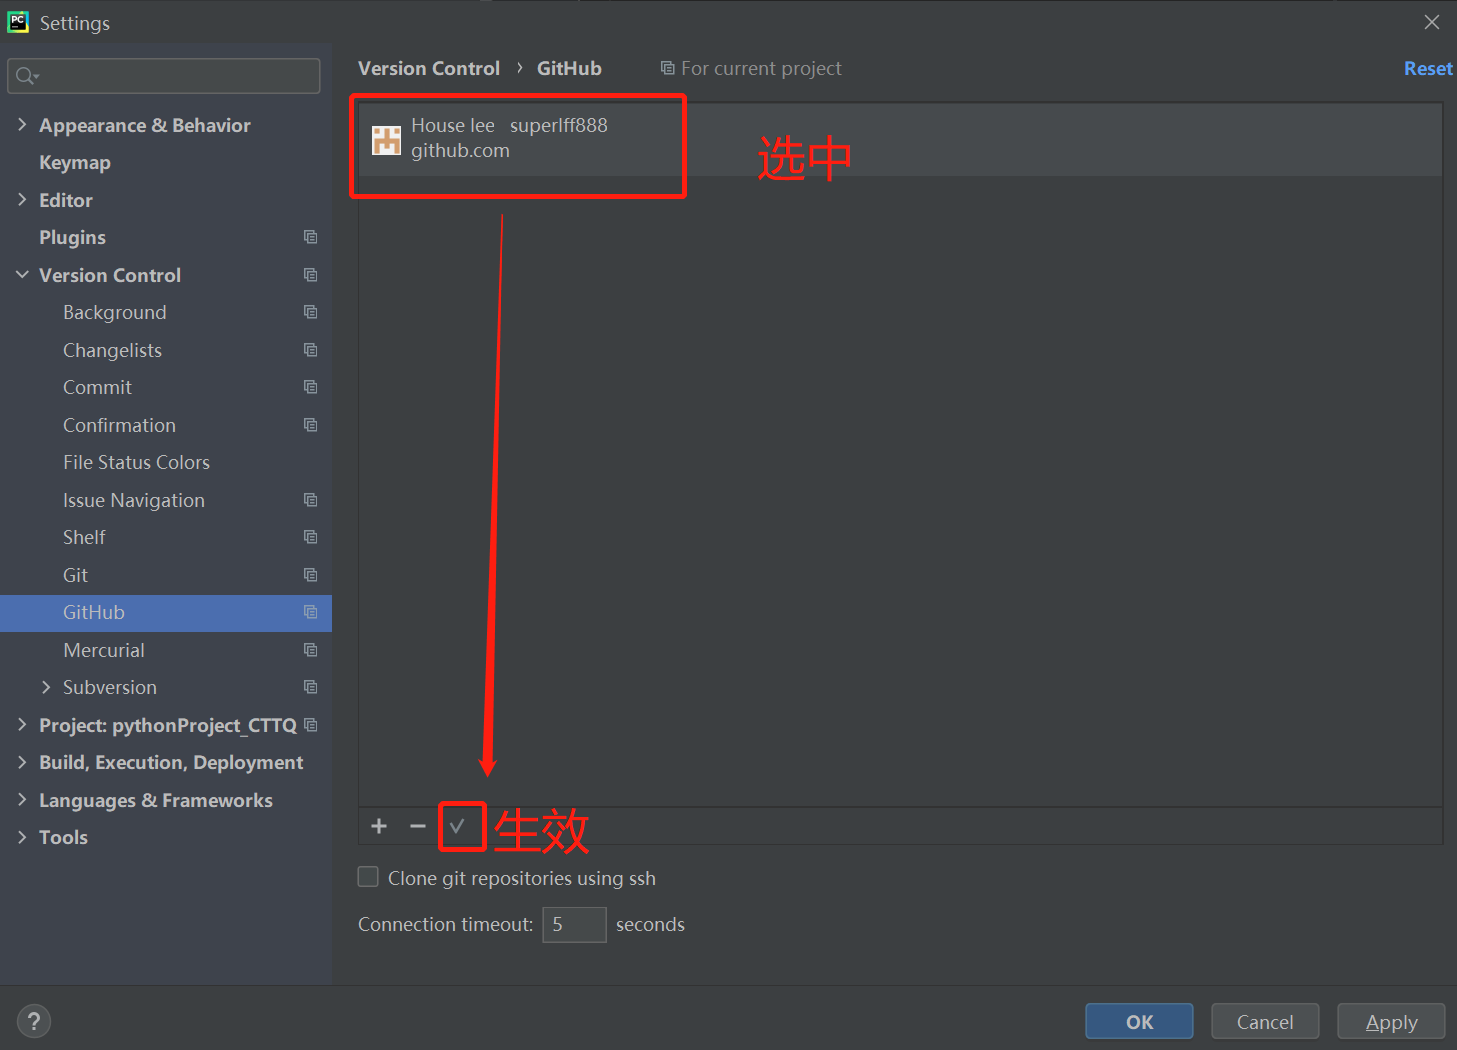 PC
Settings
Version Control › GitHub For current project Reset
Appearance & Behavior
Keymap
Editor
Plugins
Version Control
Background
Changelists
Commit
Confirmation
File Status Colors
Issue Navigation
Shelf
Git
GitHub
Mercurial
Subversion
Project: pythonProject_CTTQ
Build, Execution, Deployment
Languages & Frameworks
Tools
House lee superlff888
github.com
选中
生效
Clone git repositories using ssh
Connection timeout: 5 seconds
?
OK Cancel Apply